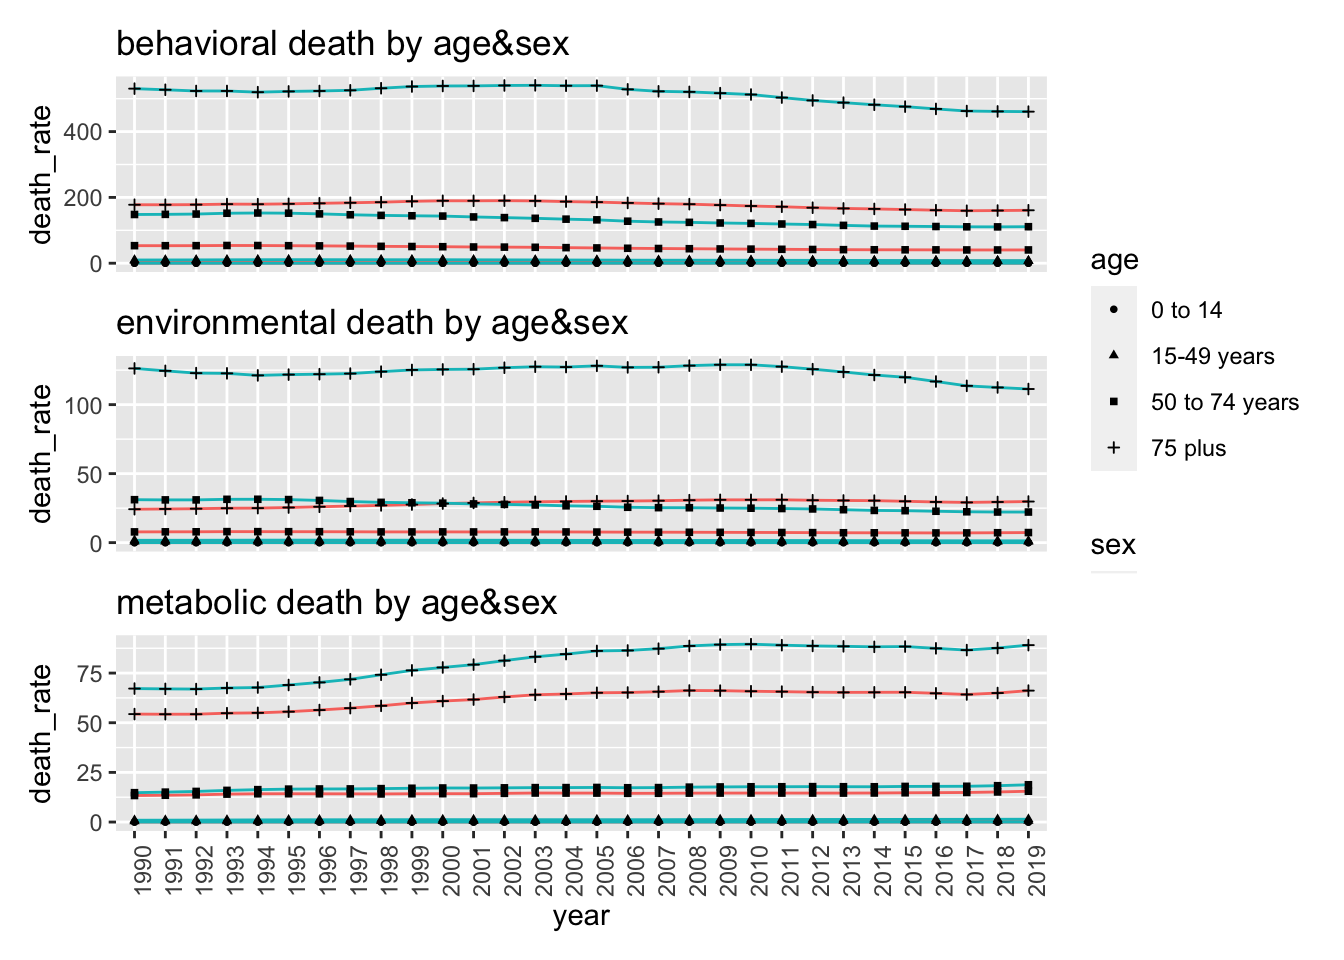 behavioral death by age&sex
death_rate
400
200
0
environmental death by age&sex
death_rate
100
50
0
metabolic death by age&sex
death_rate
75
50
25
0
1990 1991 1992 1993 1994 1995 1996 1997 1998 1999 2000 2001 2002 2003 2004 2005 2006 2007 2008 2009 2010 2011 2012 2013 2014 2015 2016 2017 2018 2019
year
age
0 to 14
15-49 years
50 to 74 years
75 plus
sex